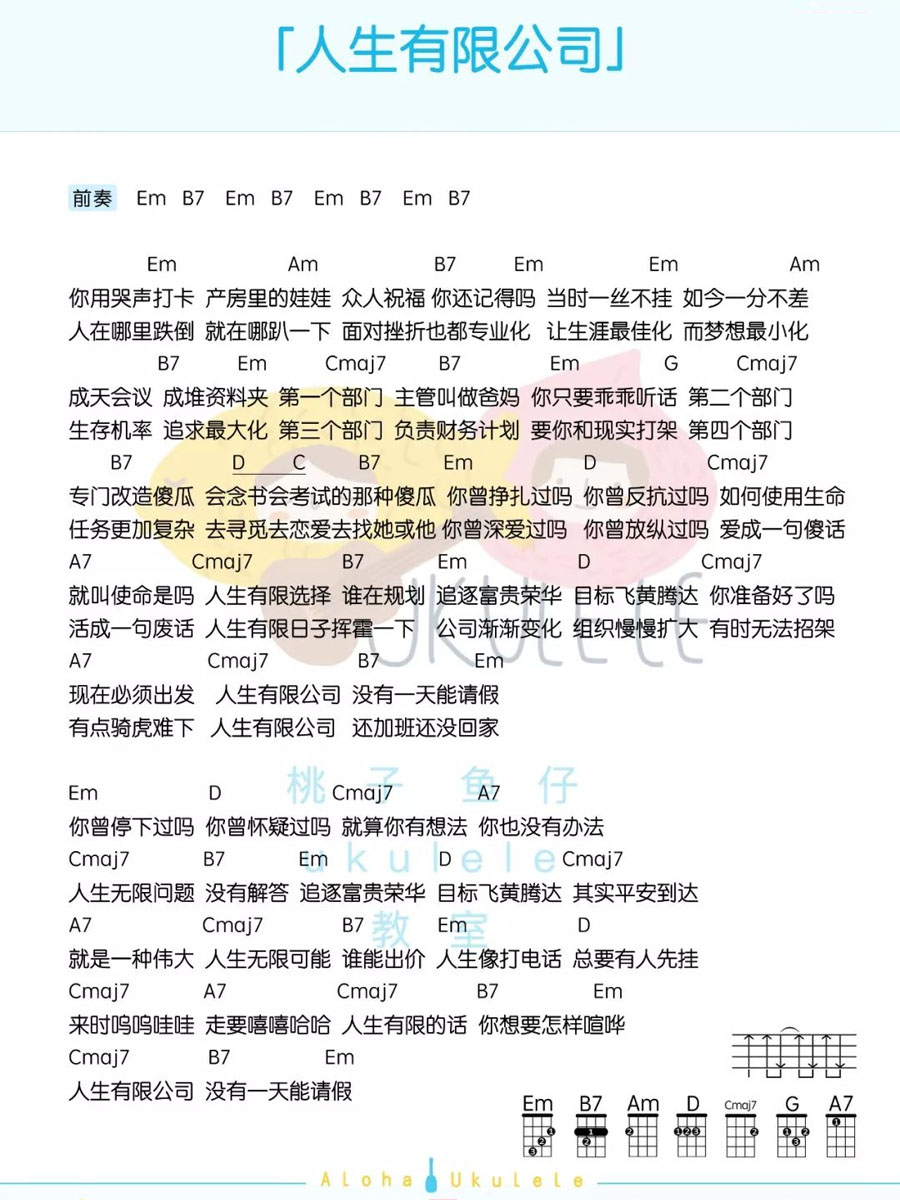 「人生有限公司」
前奏 Em B7 Em B7 Em B7 Em B7
Em Am B7 Em Em Am
你用哭声打卡 产房里的娃娃 众人祝福 你还记得吗 当时一丝不挂 如今一分不差
人在哪里跌倒 就在哪趴一下 面对挫折也都专业化 让生涯最佳化 而梦想最小化
B7 Em Cmaj7 B7 Em G Cmaj7
成天会议 成堆资料夹 第一个部门 主管叫做爸妈 你只要乖乖听话 第二个部门
生存机率 追求最大化 第三个部门 负责财务计划 要你和现实打架 第四个部门
B7 D C B7 Em D Cmaj7
专门改造傻瓜 会念书会考试的那种傻瓜 你曾挣扎过吗 你曾反抗过吗 如何使用生命
任务更加复杂 去寻觅去恋爱去找她或他 你曾深爱过吗 你曾放纵过吗 爱成一句傻话
A7 Cmaj7 B7 Em D Cmaj7
就叫使命是吗 人生有限选择 谁在规划 追逐富贵荣华 目标飞黄腾达 你准备好了吗
活成一句废话 人生有限日子挥霍一下 公司渐渐变化 组织慢慢扩大 有时无法招架
A7 Cmaj7 B7 Em
现在必须出发 人生有限公司 没有一天能请假
有点骑虎难下 人生有限公司 还加班还没回家
UKULELE
桃子鱼仔
Em D Cmaj7 A7
你曾停下过吗 你曾怀疑过吗 就算你有想法 你也没有办法
ukulele
Cmaj7 B7 Em D Cmaj7
人生无限问题 没有解答 追逐富贵荣华 目标飞黄腾达 其实平安到达
教室
A7 Cmaj7 B7 Em D
就是一种伟大 人生无限可能 谁能出价 人生像打电话 总要有人先挂
Cmaj7 A7 Cmaj7 B7 Em
来时呜呜哇哇 走要嘻嘻哈哈 人生有限的话 你想要怎样喧哗
Cmaj7 B7 Em
人生有限公司 没有一天能请假
Em B7 Am D Cmaj7 G A7
1 2 3 1 2 2 1 2 3 2 1 2 3 1
Aloha Ukulele